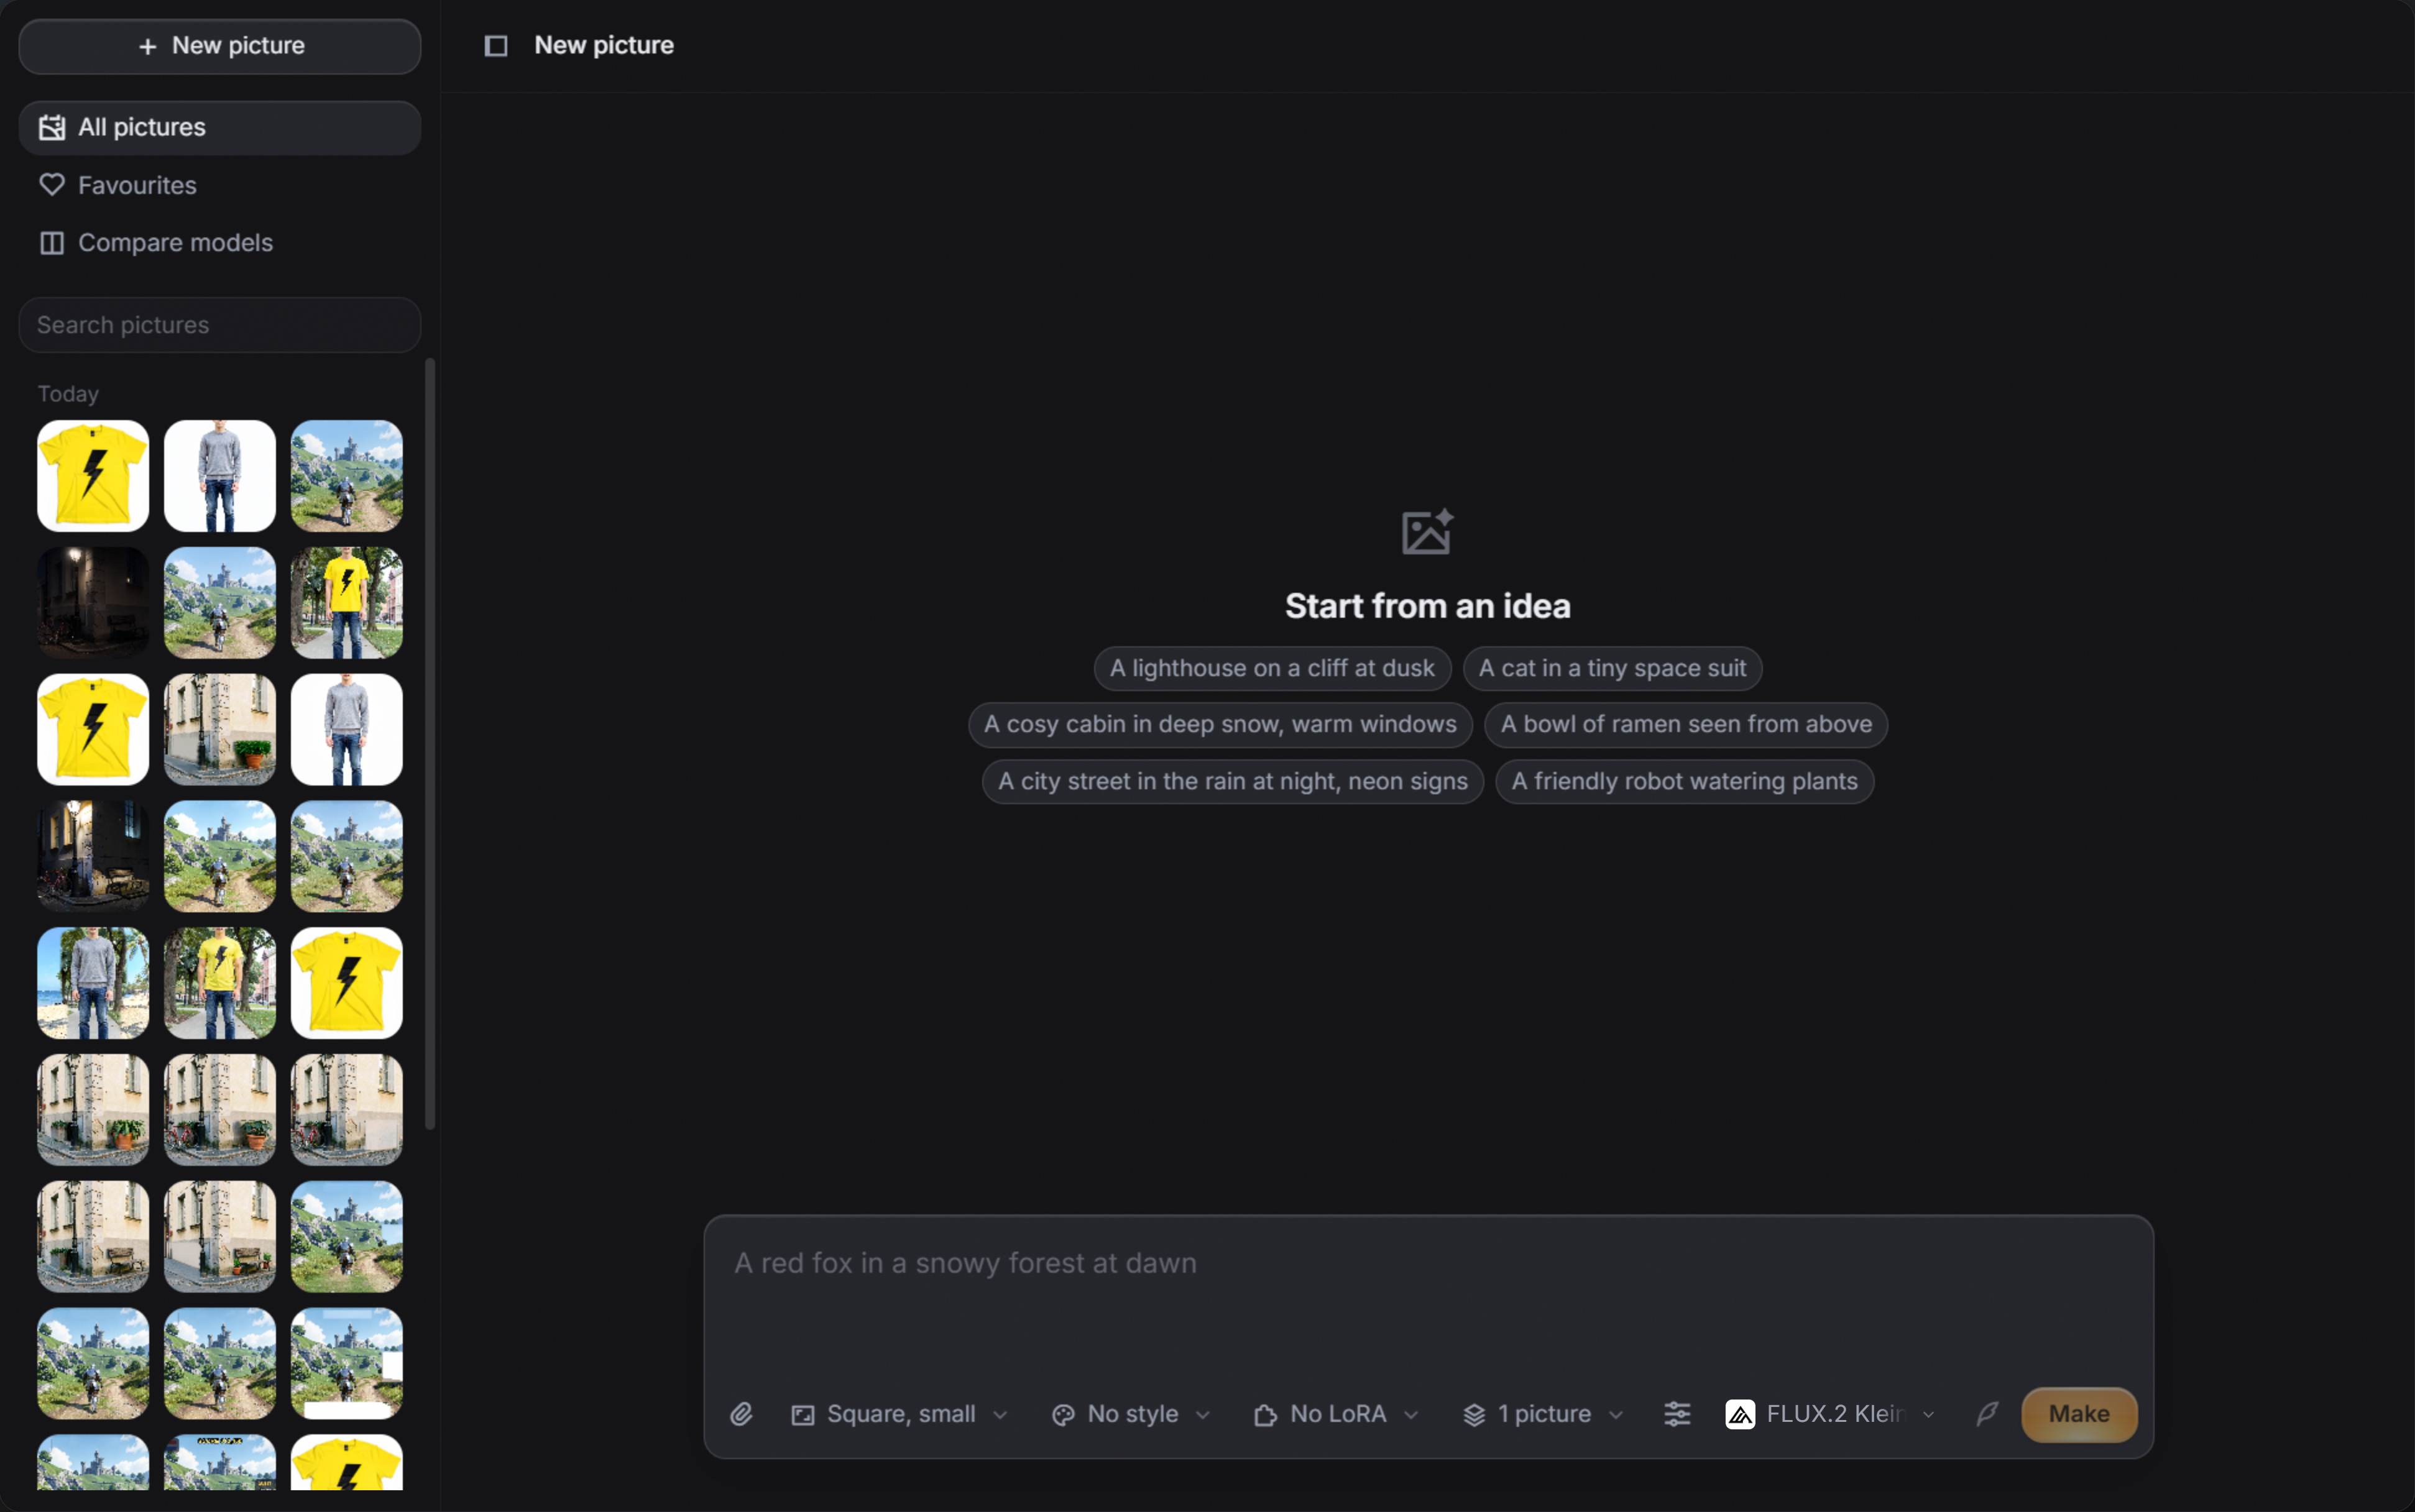 New picture
All pictures
Favourites
Compare models
Search pictures
Today
New picture
Start from an idea
A lighthouse on a cliff at dusk
A cat in a tiny space suit
A cosy cabin in deep snow, warm windows
A bowl of ramen seen from above
A city street in the rain at night, neon signs
A friendly robot watering plants
A red fox in a snowy forest at dawn
Square, small
No style
No LoRA
1 picture
FLUX.2 Klein
Make